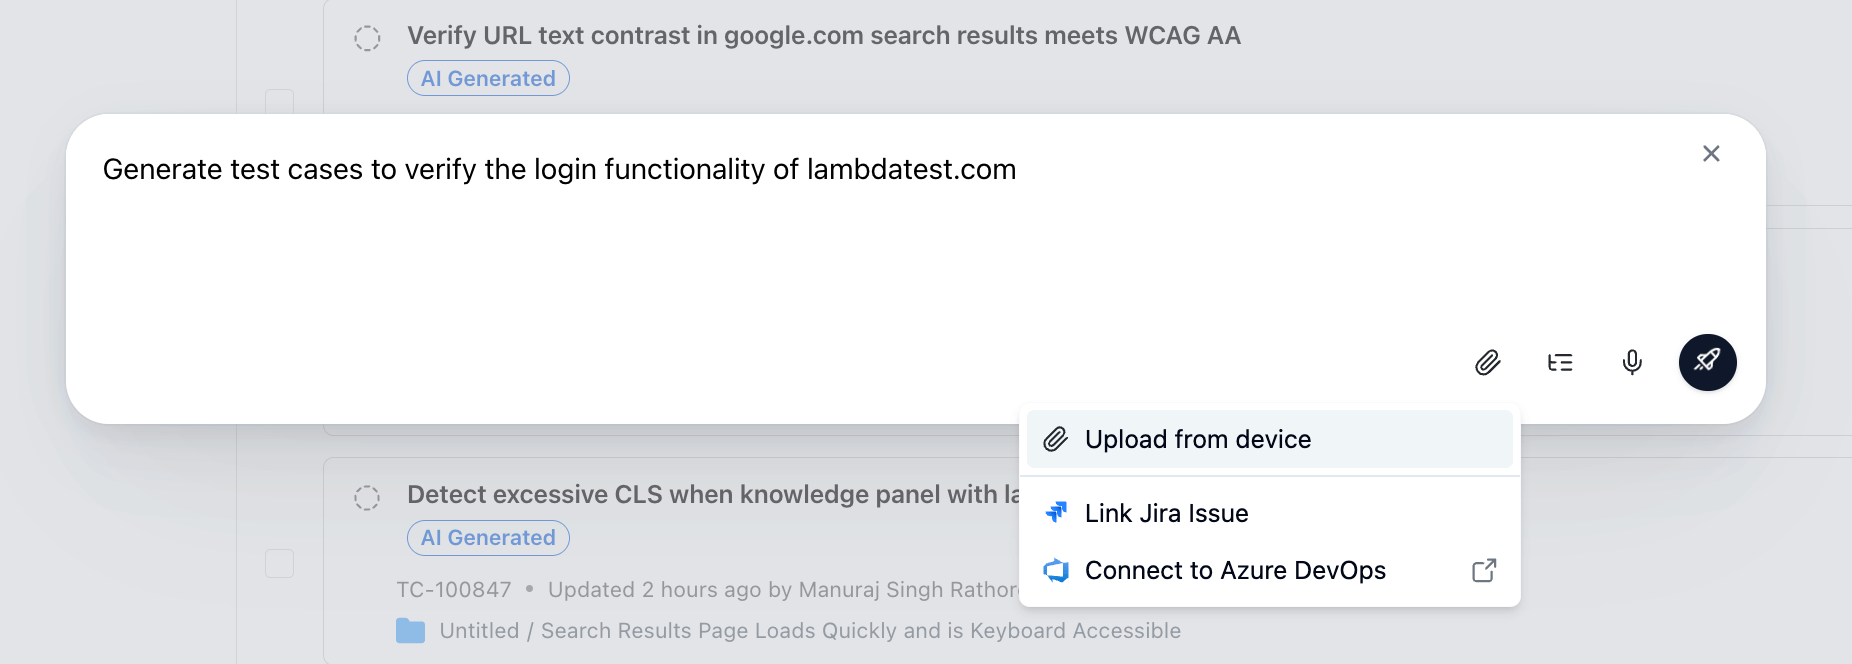 Verify URL text contrast in google.com search results meets WCAG AA
AI Generated
Generate test cases to verify the login functionality of lambdatest.com
Upload from device
Link Jira Issue
Connect to Azure DevOps
Detect excessive CLS when knowledge panel with
AI Generated
TC-100847 • Updated 2 hours ago by Manuraj Singh
Untitled / Search Results Page Loads Quickly and is Keyboard Accessible